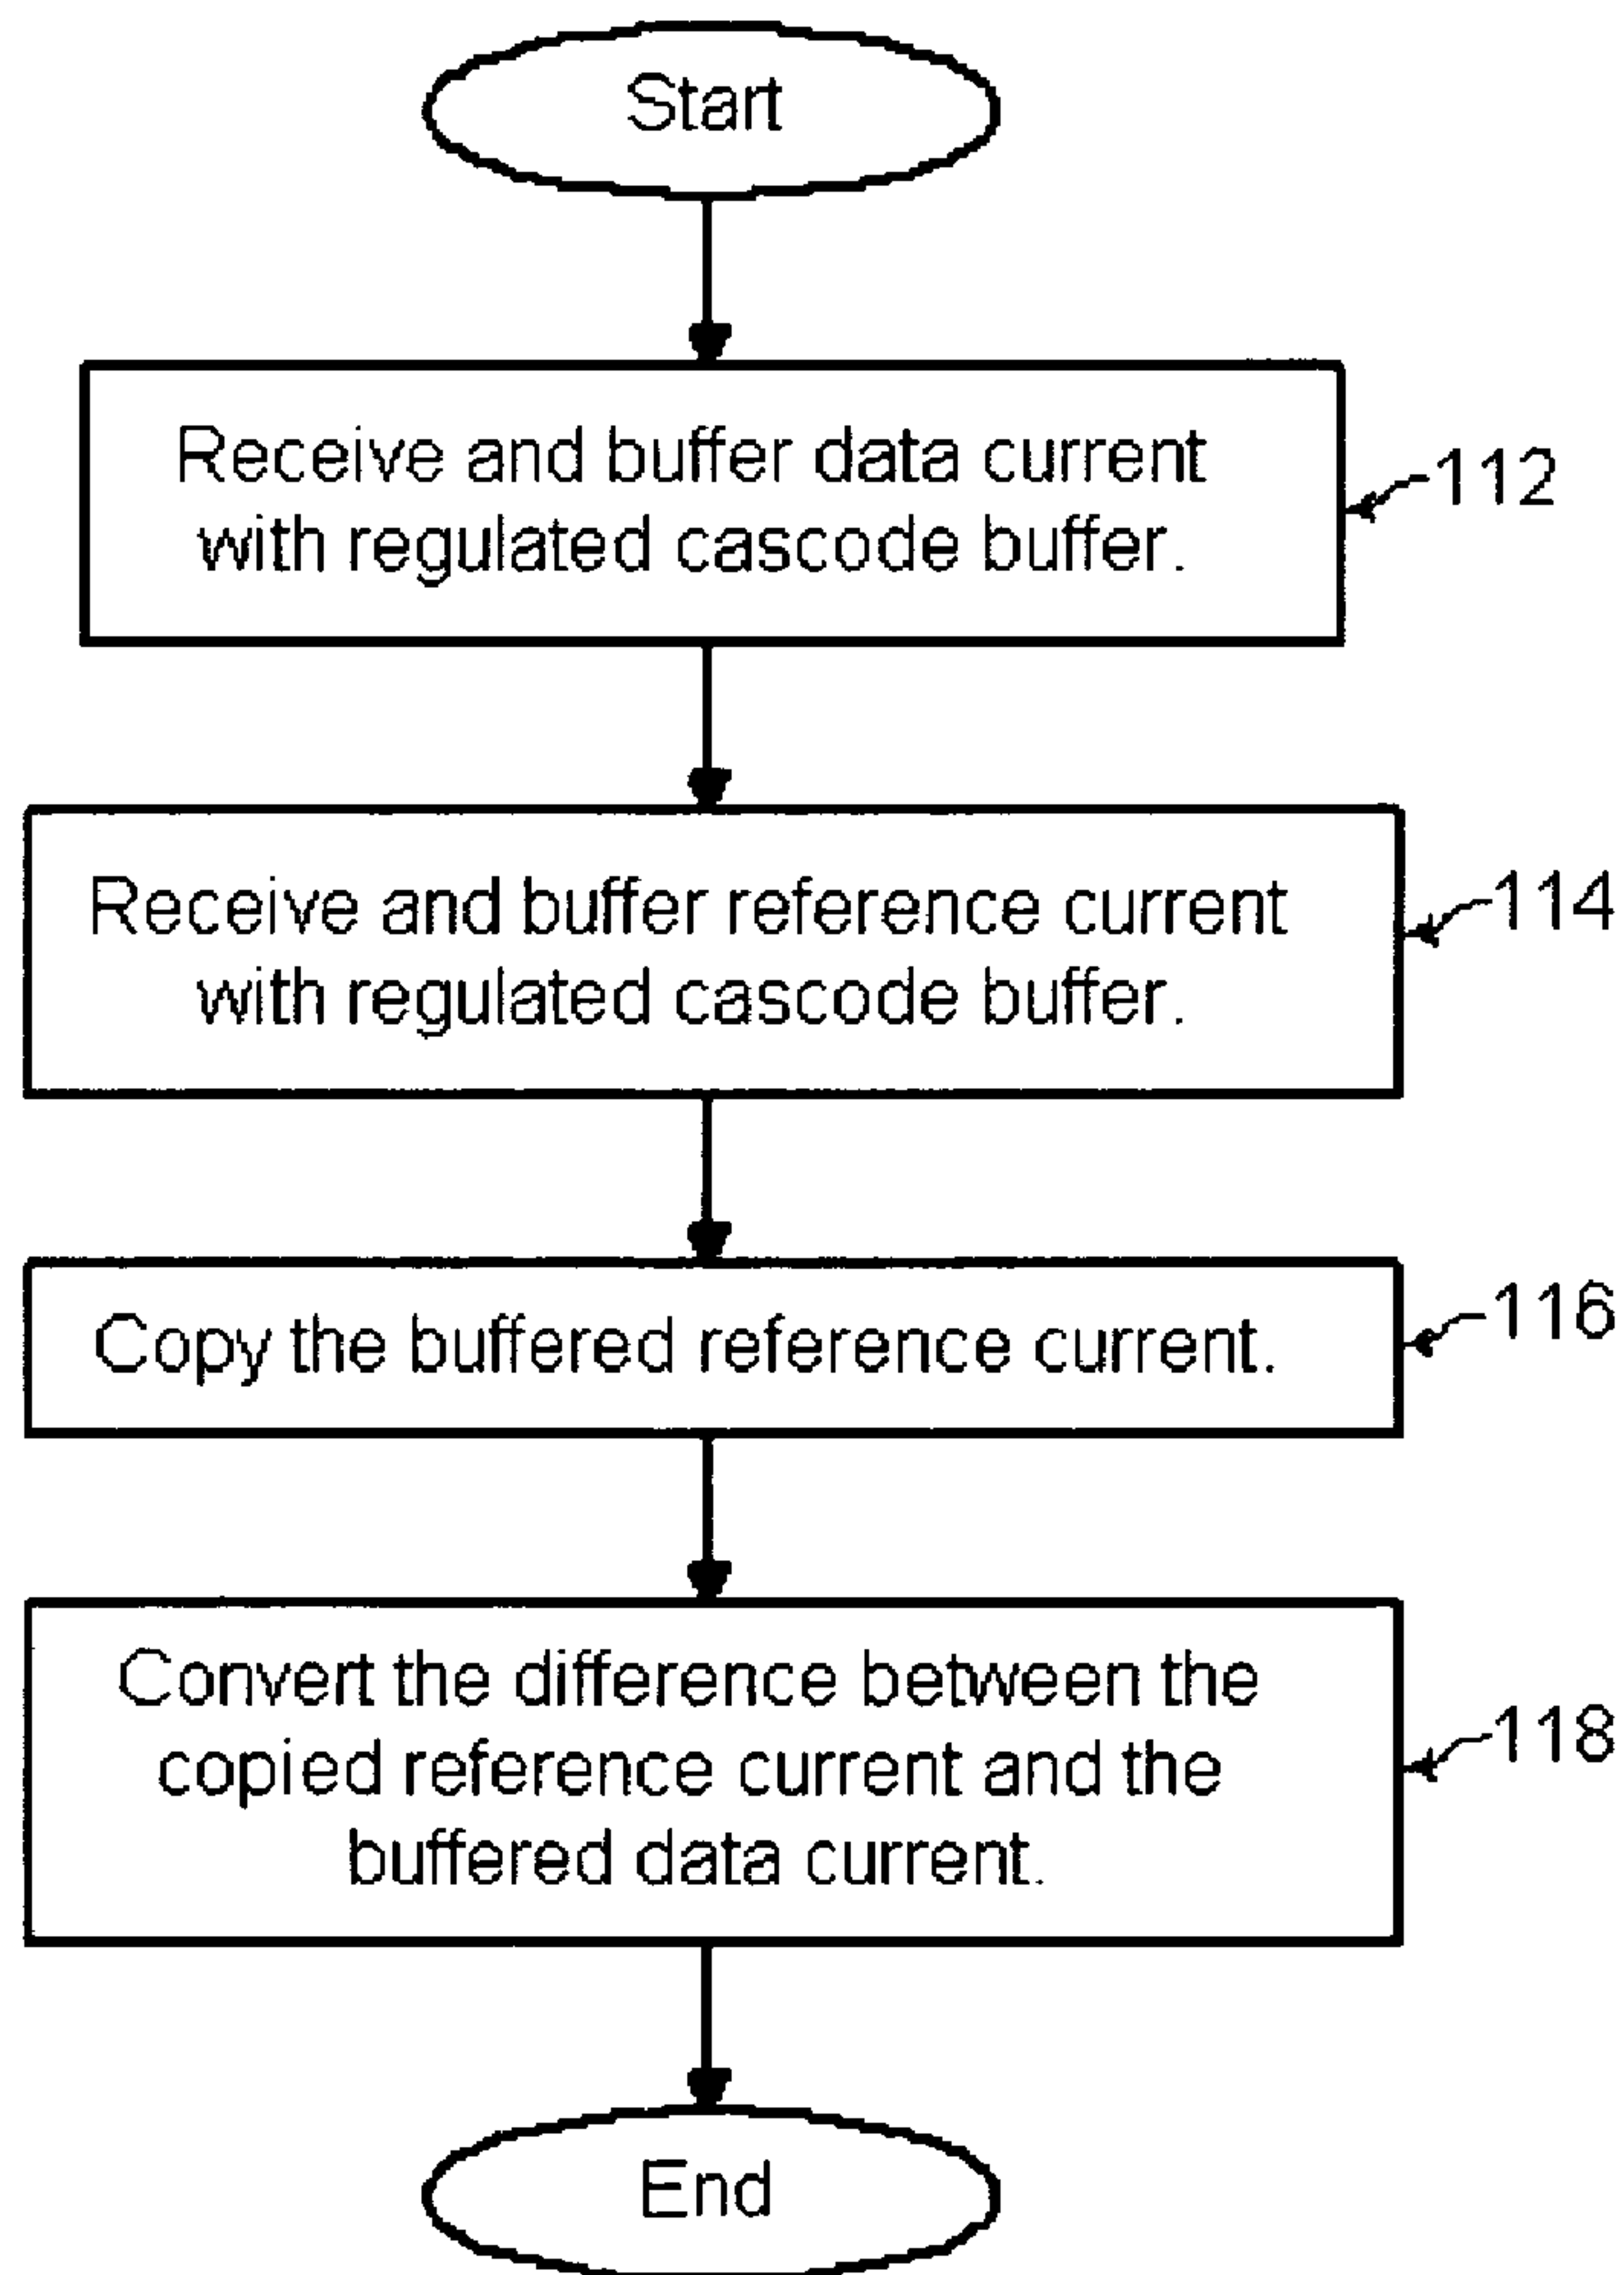 Start
Receive and buffer data current
with regulated cascode buffer.
112
Receive and buffer reference current
with regulated cascode buffer.
114
Copy the buffered reference current.
116
Convert the difference between the
copied reference current and the
buffered data current.
118
End